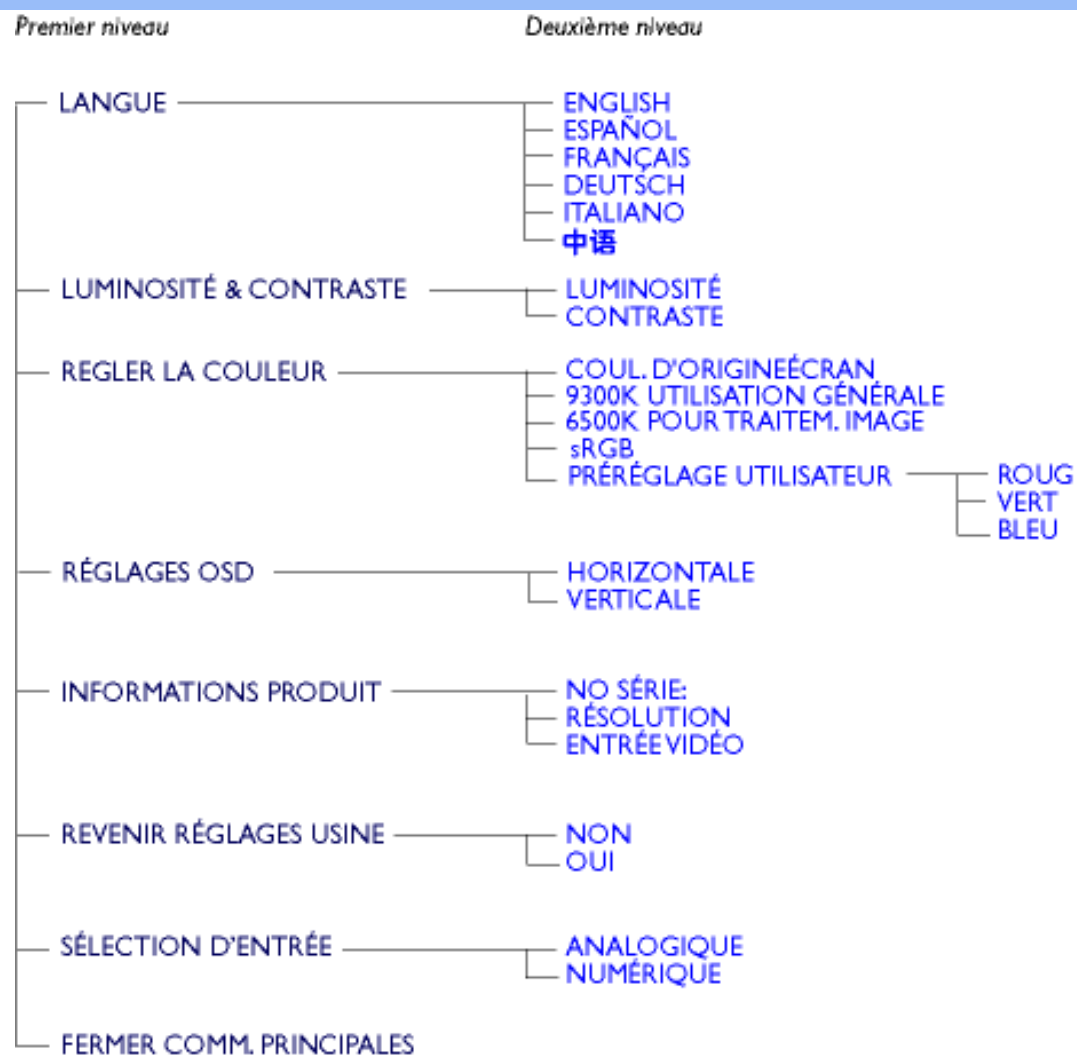 Premier niveau
Deuxième niveau
LANGUE
ENGLISH
ESPAÑOL
FRANÇAIS
DEUTSCH
ITALIANO
中语
LUMINOSITÉ & CONTRASTE
LUMINOSITÉ
CONTRASTE
REGLER LA COULEUR
COUL. D'ORIGINEÉCRAN
9300K UTILISATION GÉNÉRALE
6500K POUR TRAITEM. IMAGE
sRGB
PRÉRÉGLAGE UTILISATEUR
ROUG
VERT
BLEU
RÉGLAGES OSD
HORIZONTALE
VERTICALE
INFORMATIONS PRODUIT
NO SÉRIE:
RÉSOLUTION
ENTRÉE VIDÉO
REVENIR RÉGLAGES USINE
NON
OUI
SÉLECTION D'ENTRÉE
ANALOGIQUE
NUMÉRIQUE
FERMER COMM. PRINCIPALES